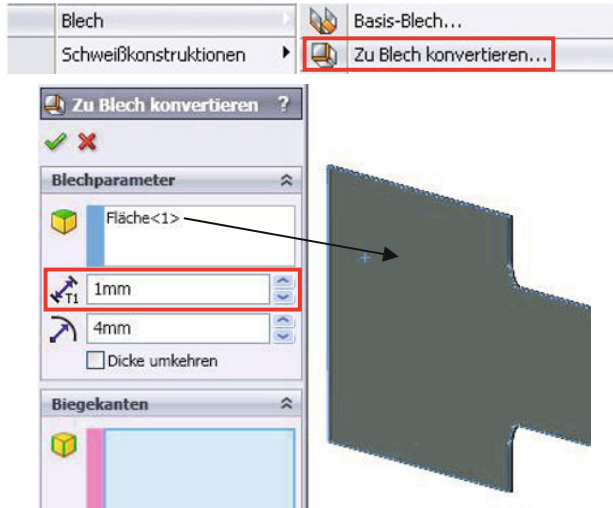 Blech
Basis-Blech...
Schweißkonstruktionen
Zu Blech konvertieren...
Zu Blech konvertieren ?
Blechparameter
Fläche<1>
T1
1mm
4mm
Dicke umkehren
Biegekanten